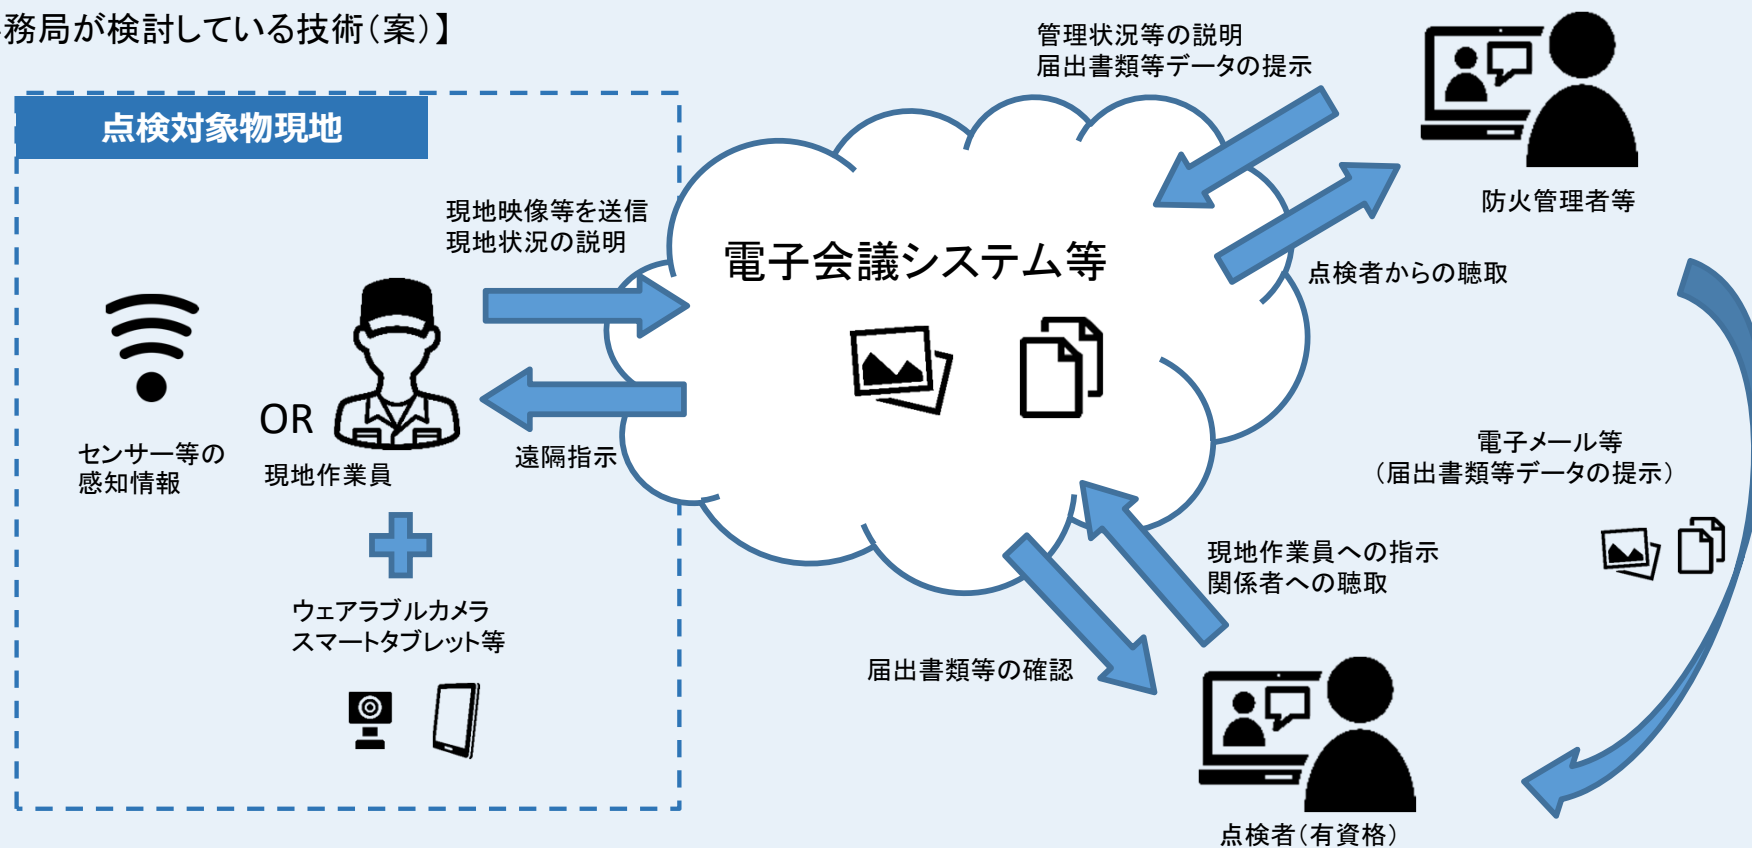 務局が検討している技術（案）】
点検対象物現地
現地映像等を送信
現地状況の説明
センサー等の
感知情報
OR
現地作業員
遠隔指示
ウェアラブルカメラ
スマートタブレット等
電子会議システム等
管理状況等の説明
届出書類等データの提示
防火管理者等
点検者からの聴取
電子メール等
（届出書類等データの提示）
現地作業員への指示
関係者への聴取
届出書類等の確認
点検者（有資格）